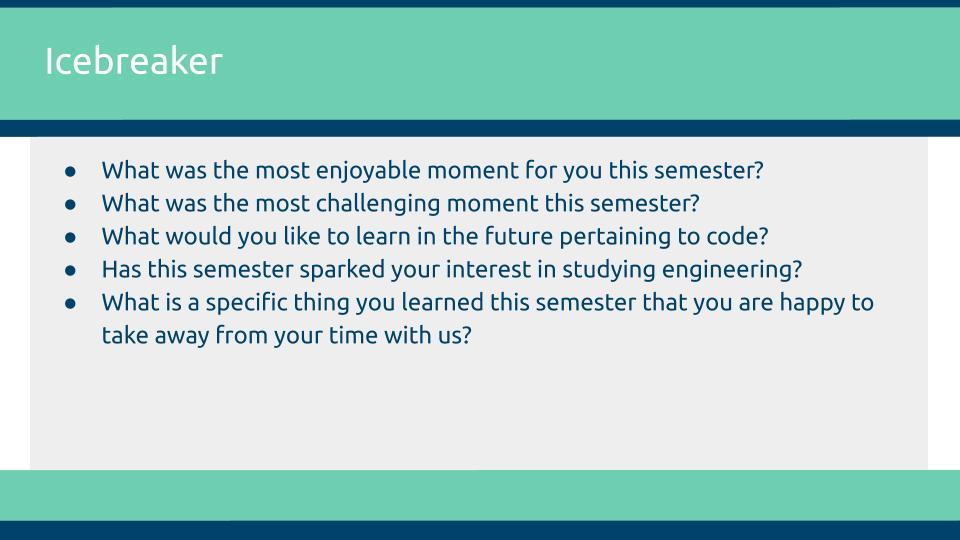 Icebreaker
● What was the most enjoyable moment for you this semester?
● What was the most challenging moment this semester?
● What would you like to learn in the future pertaining to code?
● Has this semester sparked your interest in studying engineering?
● What is a specific thing you learned this semester that you are happy to
take away from your time with us?